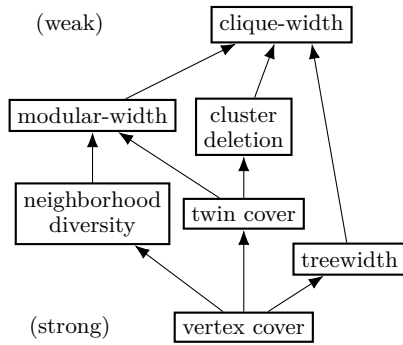 (weak)
clique-width
modular-width
cluster
deletion
neighborhood
diversity
twin cover
treewidth
(strong)
vertex cover